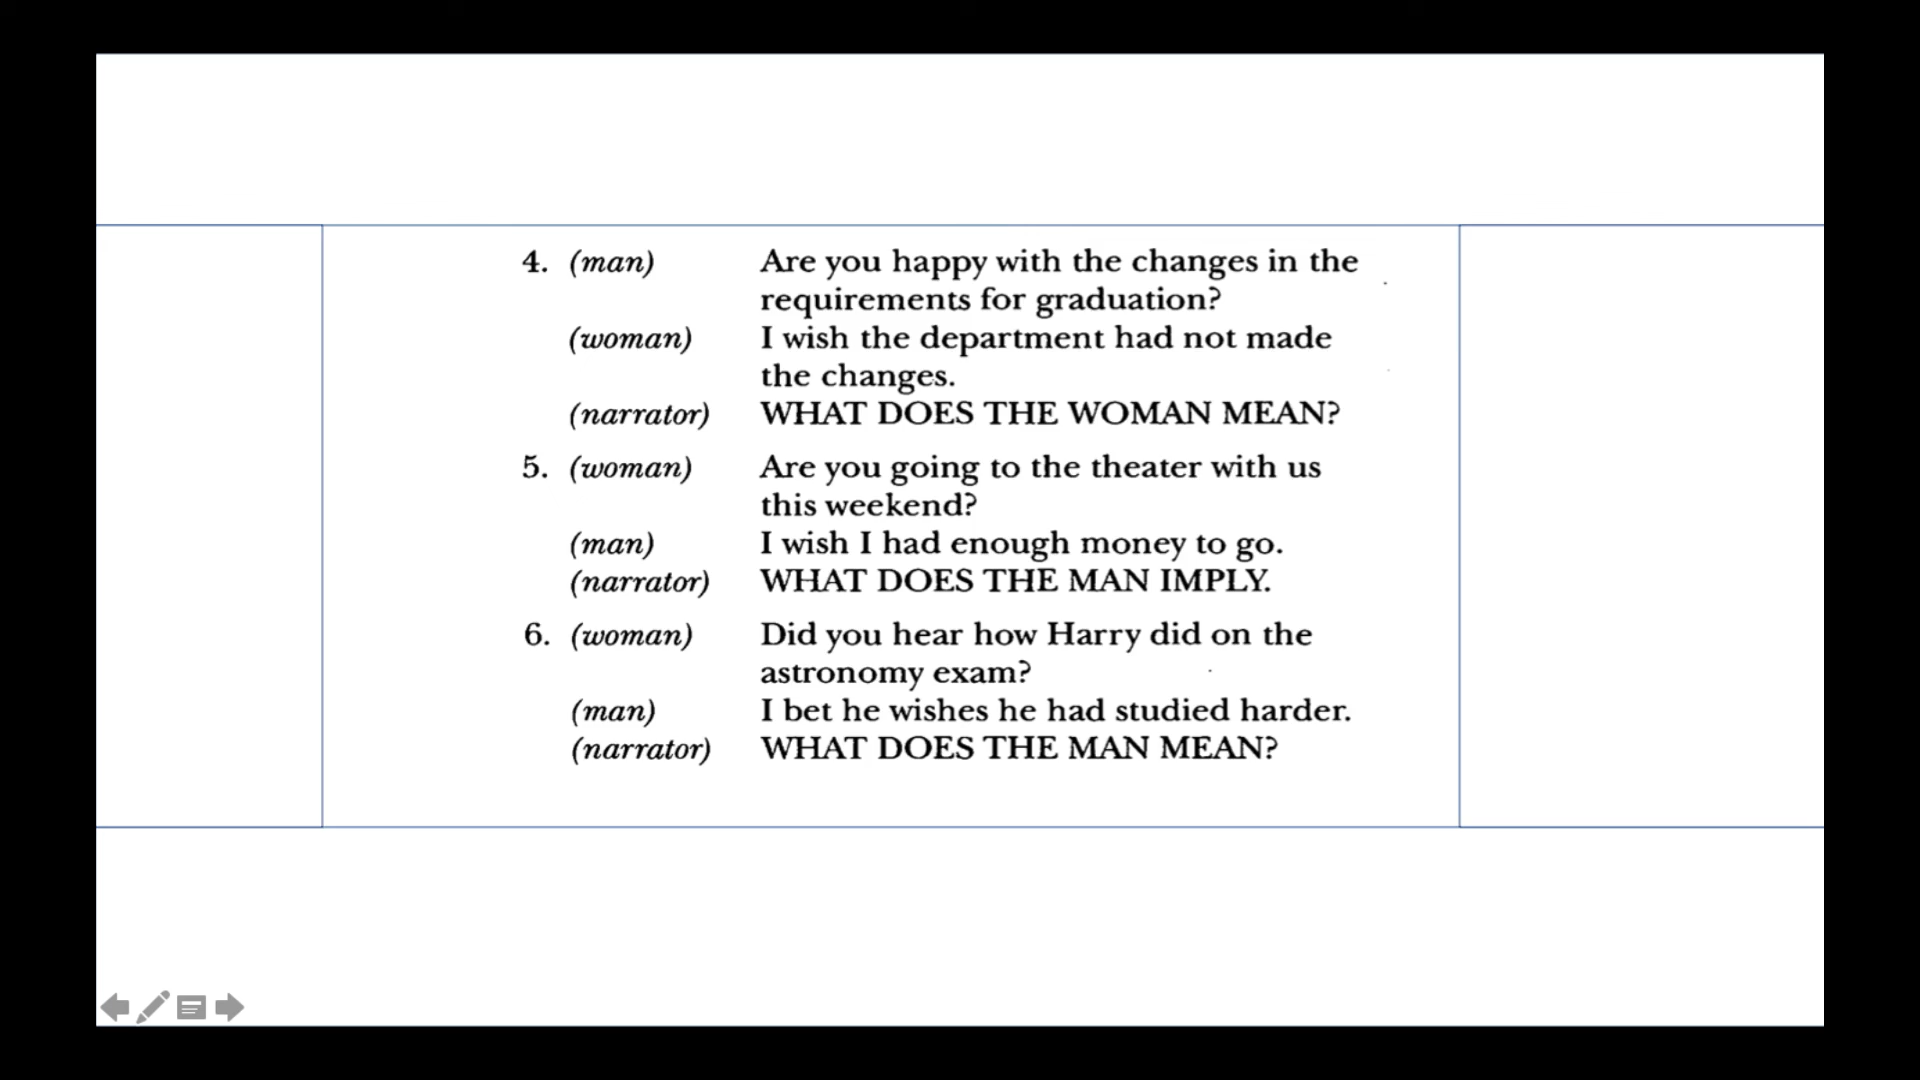 4. (man) Are you happy with the changes in the
requirements for graduation?
(woman) I wish the department had not made
the changes.
(narrator) WHAT DOES THE WOMAN MEAN?
5. (woman) Are you going to the theater with us
this weekend?
(man) I wish I had enough money to go.
(narrator) WHAT DOES THE MAN IMPLY.
6. (woman) Did you hear how Harry did on the
astronomy exam?
(man) I bet he wishes he had studied harder.
(narrator) WHAT DOES THE MAN MEAN?